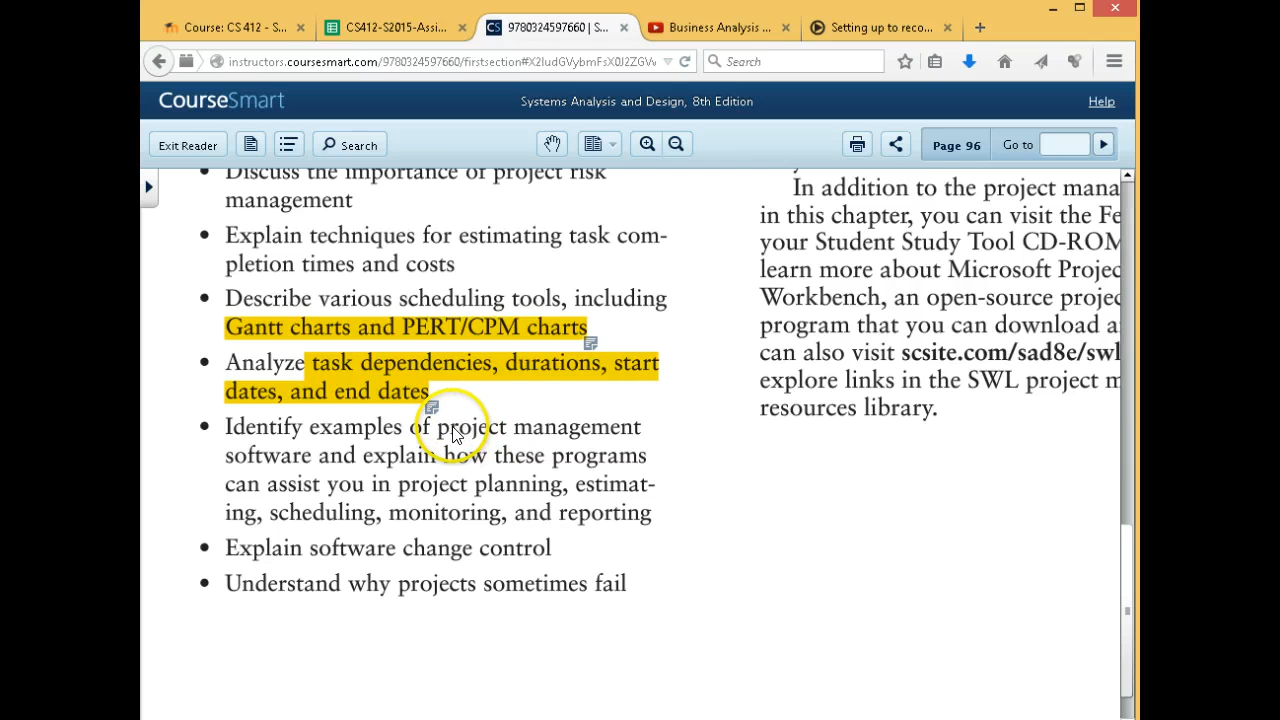 Course: CS 412 - S...
CS412-S2015-Assi...
CS 9780324597660 | S...
Business Analysis ...
Setting up to reco...
instructors.coursesmart.com/9780324597660/firstsection#X2ludGVybmFsX0J2ZGVv
Search
CourseSmart
Systems Analysis and Design, 8th Edition
Help
Exit Reader
Search
Page 96
Go to
• Discuss the importance of project risk
management
• Explain techniques for estimating task com-
pletion times and costs
• Describe various scheduling tools, including
Gantt charts and PERT/CPM charts
• Analyze task dependencies, durations, start
dates, and end dates
• Identify examples of project management
software and explain how these programs
can assist you in project planning, estimat-
ing, scheduling, monitoring, and reporting
• Explain software change control
• Understand why projects sometimes fail
In addition to the project mana
in this chapter, you can visit the Fe
your Student Study Tool CD-ROM
learn more about Microsoft Projec
Workbench, an open-source projec
program that you can download a
can also visit scsite.com/sad8e/swl
explore links in the SWL project m
resources library.